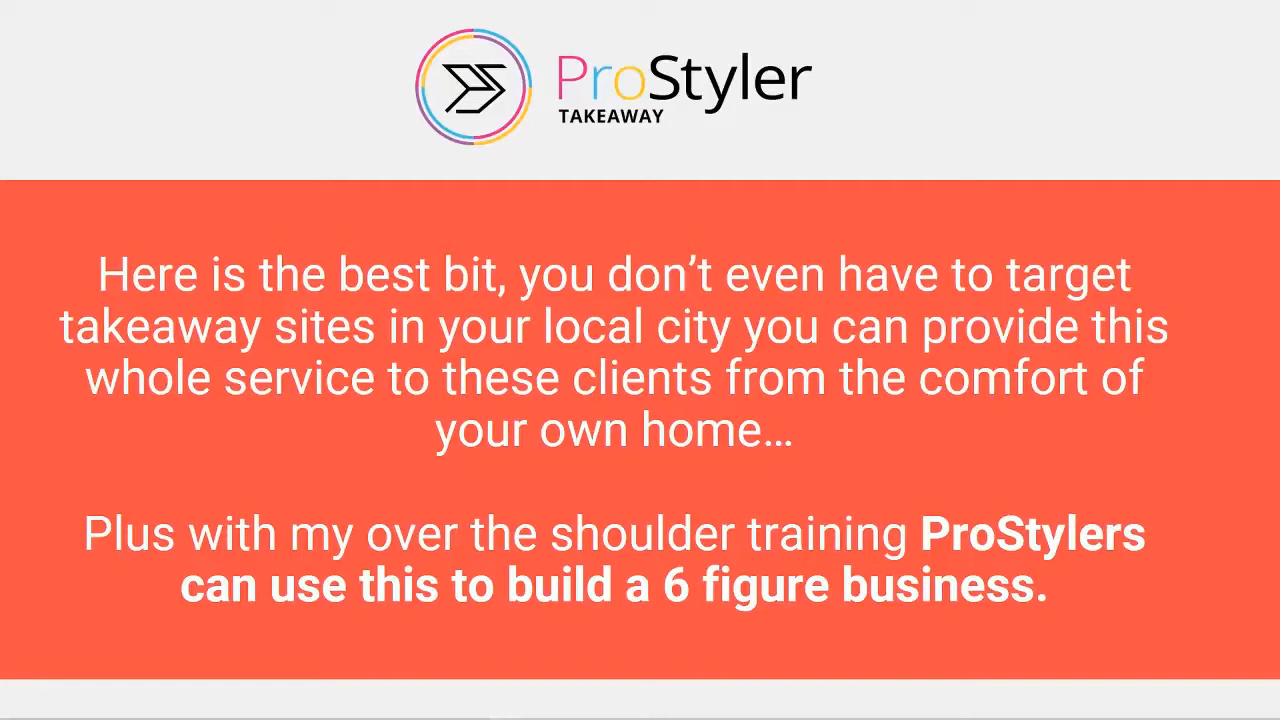 ProStyler
TAKEAWAY
Here is the best bit, you don’t even have to target
takeaway sites in your local city you can provide this
whole service to these clients from the comfort of
your own home…
Plus with my over the shoulder training ProStylers
can use this to build a 6 figure business.